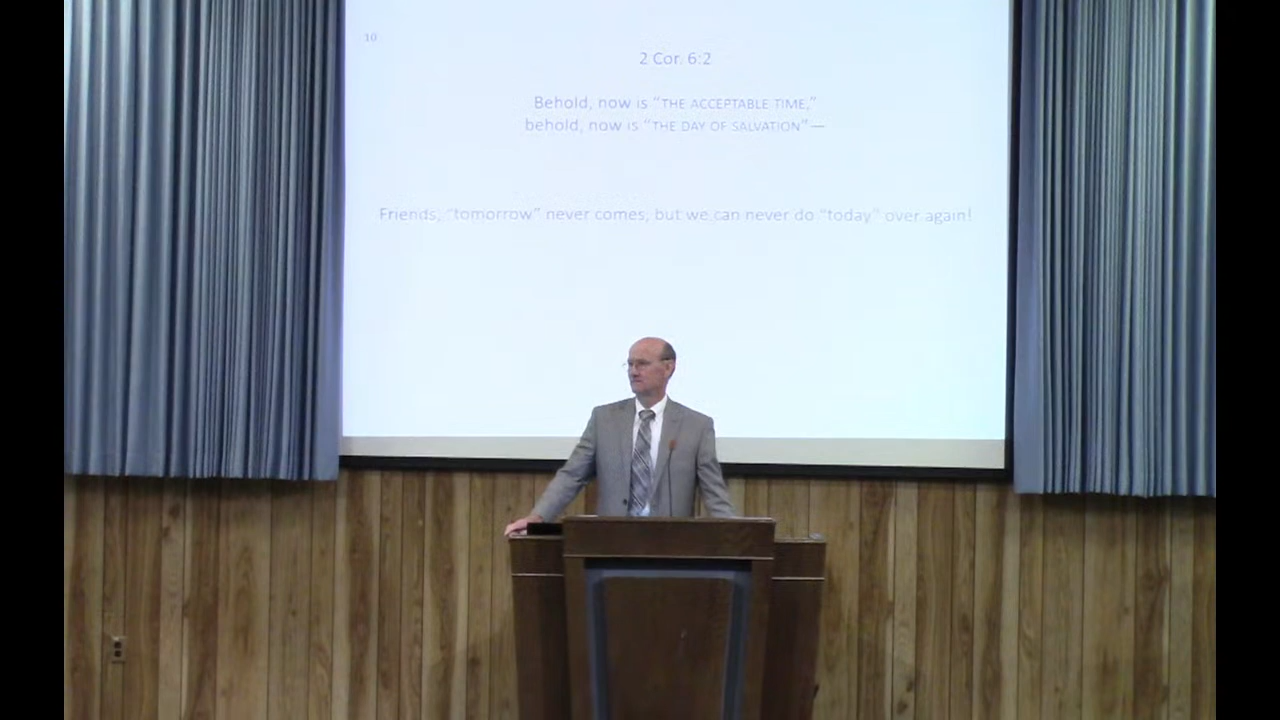 10
2 Cor. 6:2
Behold, now is “THE ACCEPTABLE TIME,”
behold, now is “THE DAY OF SALVATION”—
Friends, “tomorrow” never comes; but we can never do “today” over again!